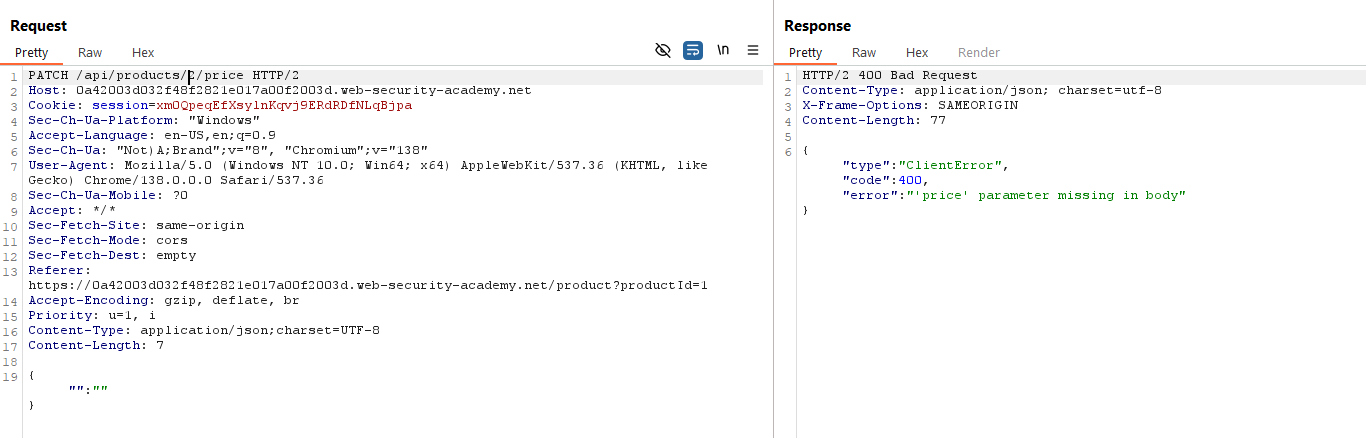 Request
Pretty Raw Hex \n
1 PATCH /api/products/2/price HTTP/2
2 Host: 0a42003d032f48f2821e017a00f2003d.web-security-academy.net
3 Cookie: session=xm0QpeqEfXsylnKqvj9ERdRDfNLqBjpa
4 Sec-Ch-Ua-Platform: "Windows"
5 Accept-Language: en-US,en;q=0.9
6 Sec-Ch-Ua: "Not)A;Brand";v="8", "Chromium";v="138"
7 User-Agent: Mozilla/5.0 (Windows NT 10.0; Win64; x64) AppleWebKit/537.36 (KHTML, like
Gecko) Chrome/138.0.0.0 Safari/537.36
8 Sec-Ch-Ua-Mobile: ?0
9 Accept: */*
10 Sec-Fetch-Site: same-origin
11 Sec-Fetch-Mode: cors
12 Sec-Fetch-Dest: empty
13 Referer:
https://0a42003d032f48f2821e017a00f2003d.web-security-academy.net/product?productId=1
14 Accept-Encoding: gzip, deflate, br
15 Priority: u=1, i
16 Content-Type: application/json;charset=UTF-8
17 Content-Length: 7
18
19 {
"":""
}
Response
Pretty Raw Hex Render
1 HTTP/2 400 Bad Request
2 Content-Type: application/json; charset=utf-8
3 X-Frame-Options: SAMEORIGIN
4 Content-Length: 77
5
6 {
"type":"ClientError",
"code":400,
"error":"'price' parameter missing in body"
}